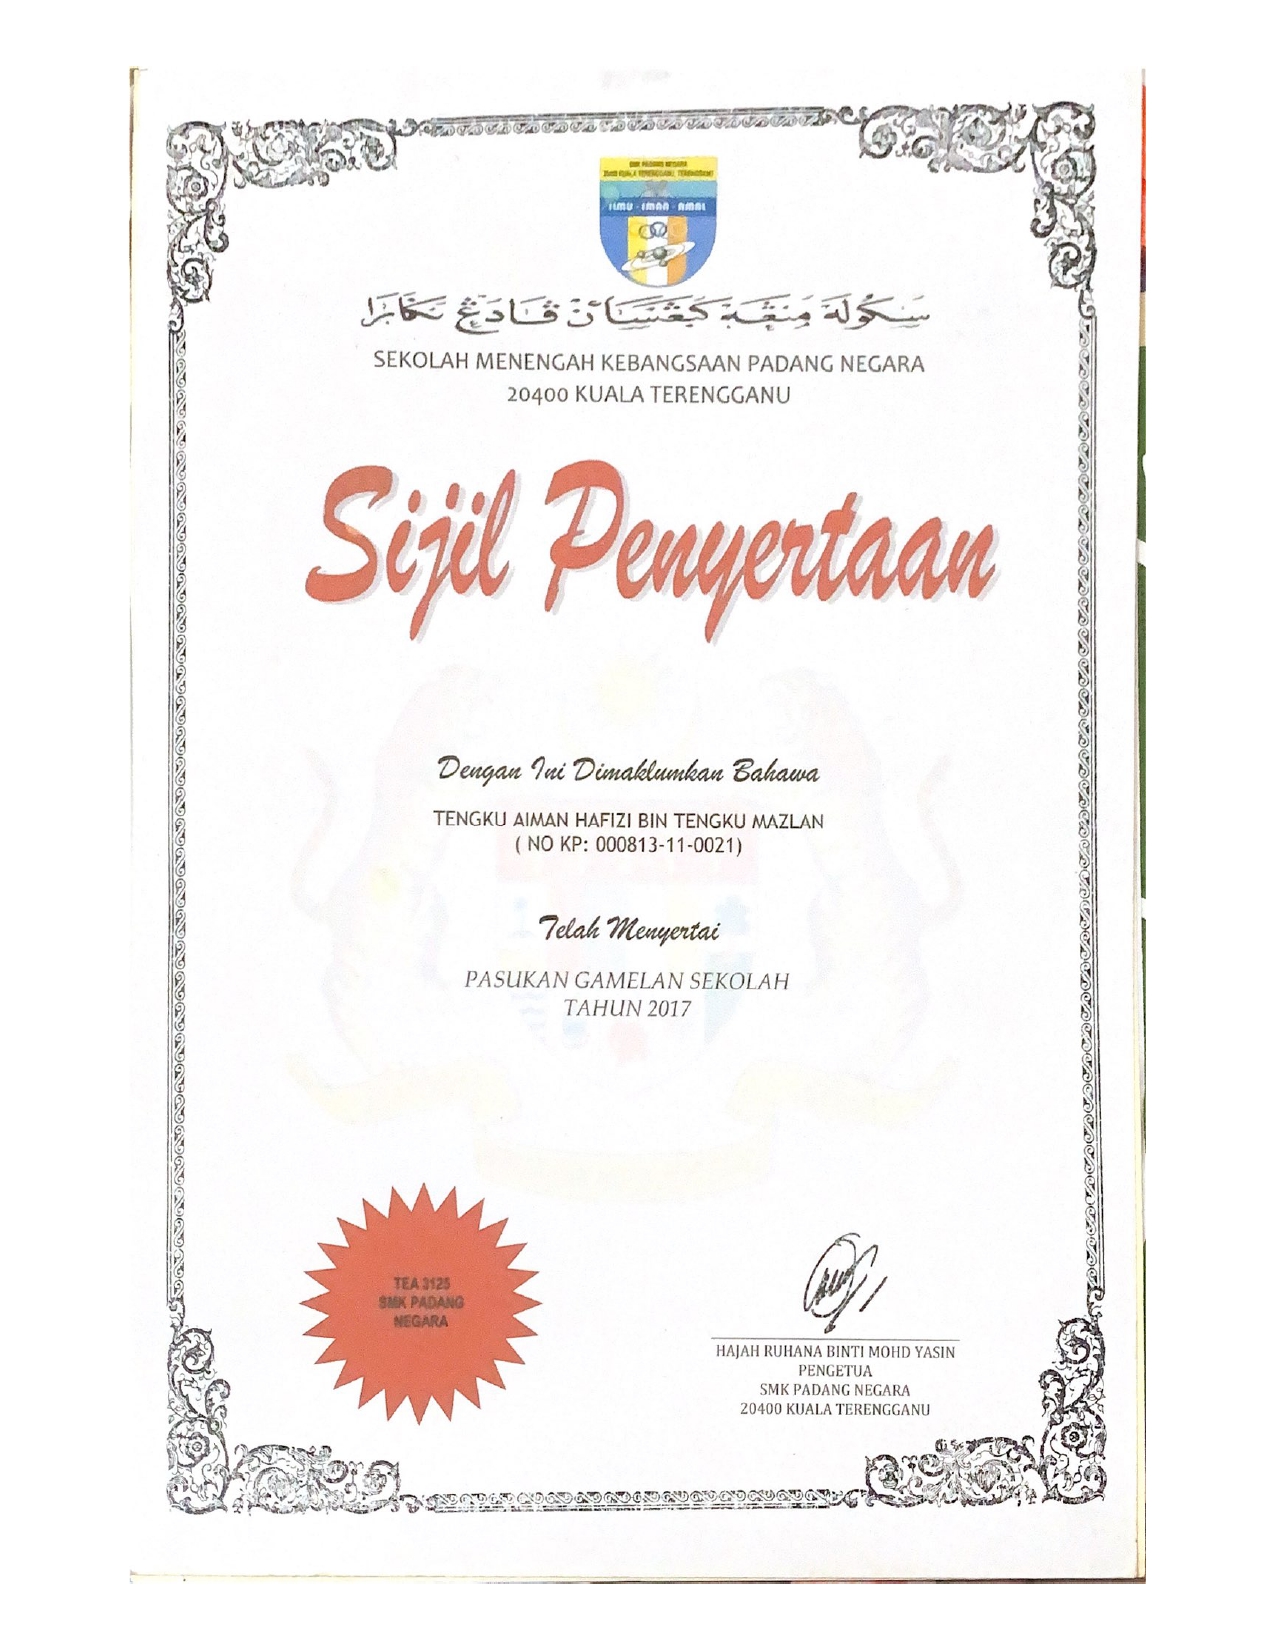 SMK PADANG NEGARA
20400 KUALA TERENGGANU, TERENGGANU
ILMU - IMAN - AMAL
سكوله منڠه كبڠسأن ڤادڠ نݢارا
SEKOLAH MENENGAH KEBANGSAAN PADANG NEGARA
20400 KUALA TERENGGANU
Sijil Penyertaan
Dengan Ini Dimaklumkan Bahawa
TENGKU AIMAN HAFIZI BIN TENGKU MAZLAN
( NO KP: 000813-11-0021)
Telah Menyertai
PASUKAN GAMELAN SEKOLAH
TAHUN 2017
TEA 3125
SMK PADANG
NEGARA
HAJAH RUHANA BINTI MOHD YASIN
PENGETUA
SMK PADANG NEGARA
20400 KUALA TERENGGANU